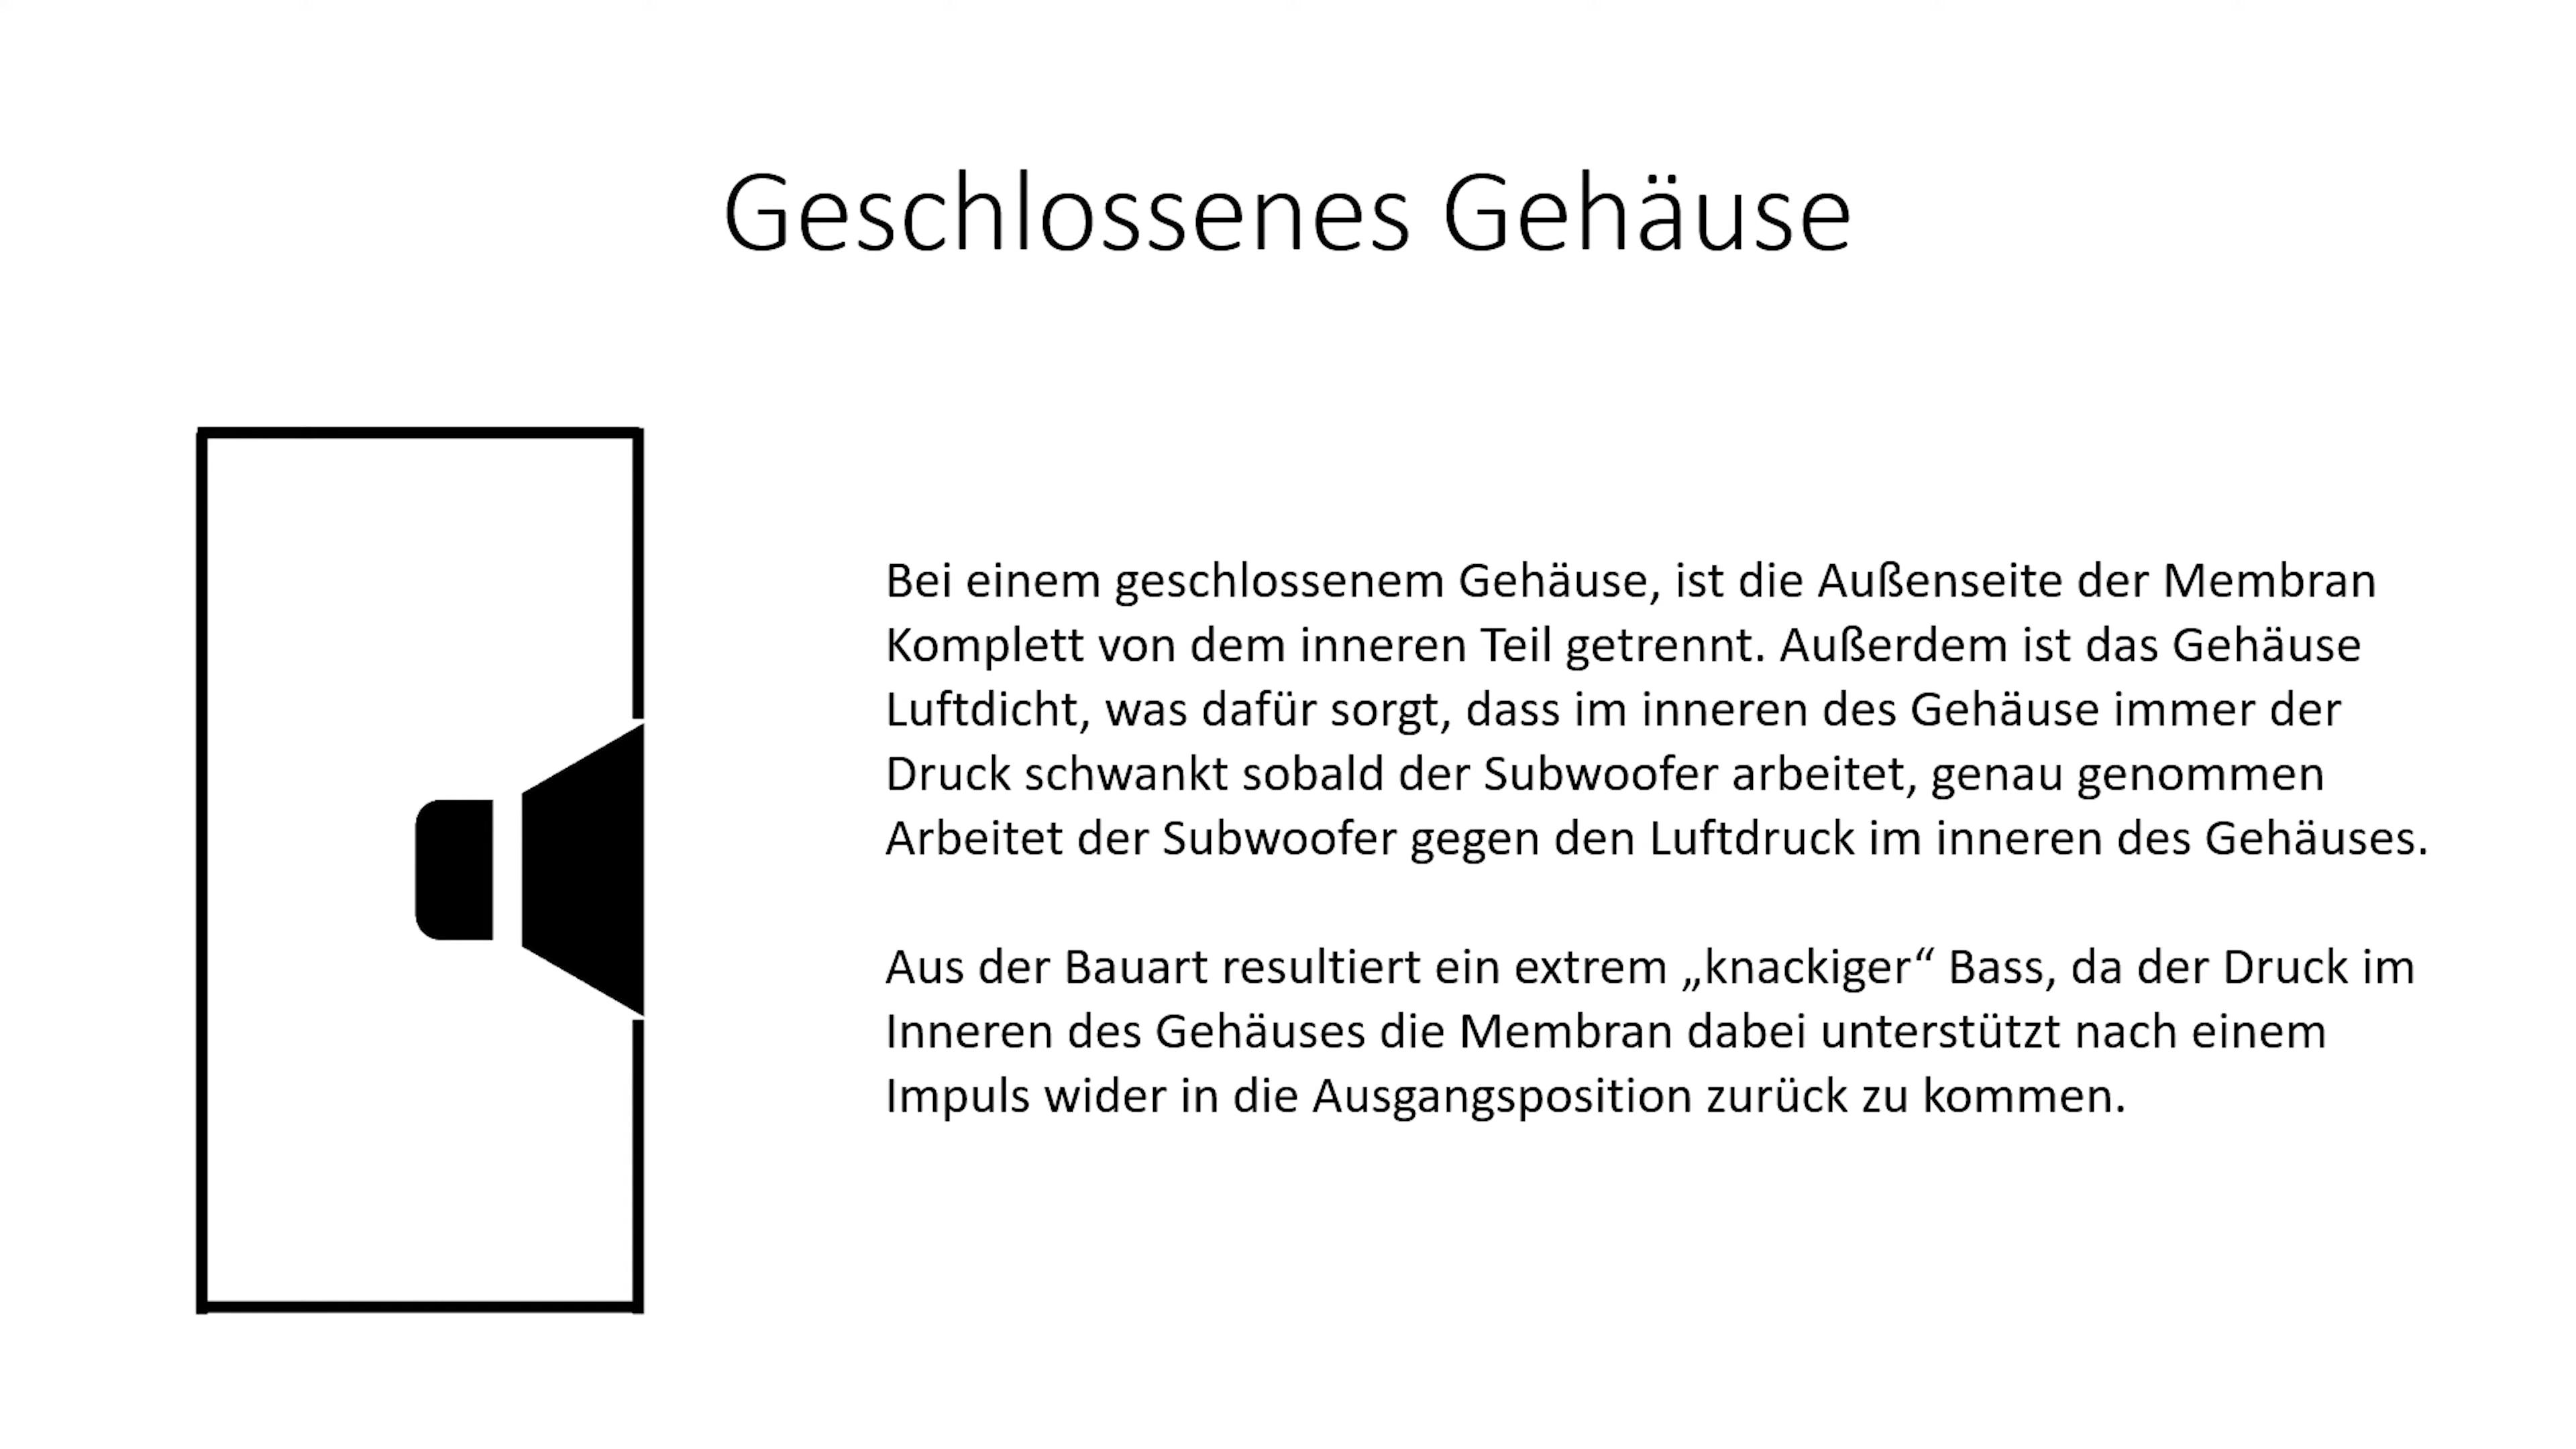 Geschlossenes Gehäuse
Bei einem geschlossenem Gehäuse, ist die Außenseite der Membran
Komplett von dem inneren Teil getrennt. Außerdem ist das Gehäuse
Luftdicht, was dafür sorgt, dass im inneren des Gehäuse immer der
Druck schwankt sobald der Subwoofer arbeitet, genau genommen
Arbeitet der Subwoofer gegen den Luftdruck im inneren des Gehäuses.
Aus der Bauart resultiert ein extrem „knackiger“ Bass, da der Druck im
Inneren des Gehäuses die Membran dabei unterstützt nach einem
Impuls wider in die Ausgangsposition zurück zu kommen.